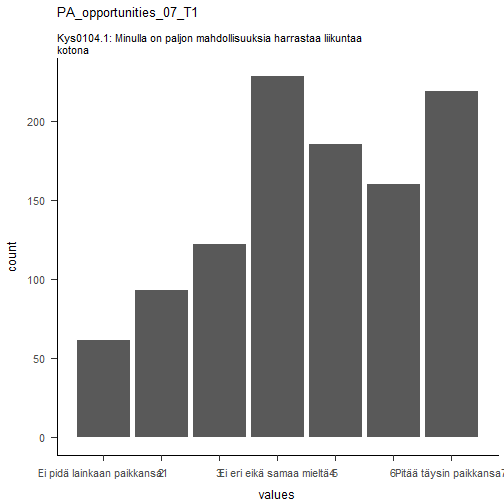 PA_opportunities_07_T1
Kys0104.1: Minulla on paljon mahdollisuuksia harrastaa liikuntaa
kotona
200
150
100
50
0
count
Ei pidä lainkaan paikkansa1 2 3 Ei eri eikä samaa mieltä4 5 6 Pitää täysin paikkansa7
values